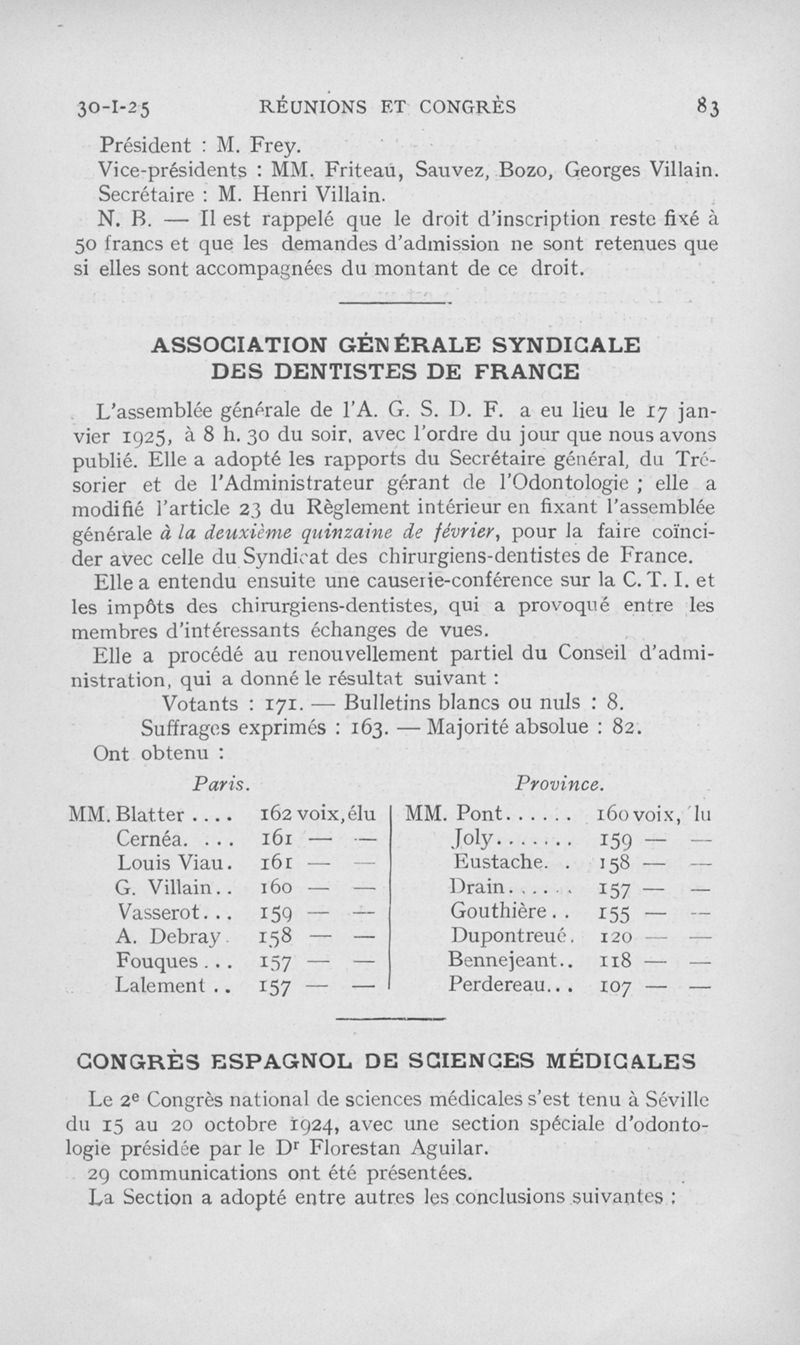 30-I-25 RÉUNIONS ET CONGRÈS 83
Président : M. Frey.
Vice-présidents : MM. Friteau, Sauvez, Bozo, Georges Villain.
Secrétaire : M. Henri Villain.
N. B. — Il est rappelé que le droit d'inscription reste fixé à
50 francs et que les demandes d'admission ne sont retenues que
si elles sont accompagnées du montant de ce droit.
ASSOCIATION GÉNÉRALE SYNDICALE
DES DENTISTES DE FRANCE
L'assemblée générale de l'A. G. S. D. F. a eu lieu le 17 jan-
vier 1925, à 8 h. 30 du soir, avec l'ordre du jour que nous avons
publié. Elle a adopté les rapports du Secrétaire général, du Tré-
sorier et de l'Administrateur gérant de l'Odontologie ; elle a
modifié l'article 23 du Règlement intérieur en fixant l'assemblée
générale à la deuxième quinzaine de février, pour la faire coïnci-
der avec celle du Syndicat des chirurgiens-dentistes de France.
Elle a entendu ensuite une causerie-conférence sur la C. T. I. et
les impôts des chirurgiens-dentistes, qui a provoqué entre les
membres d'intéressants échanges de vues.
Elle a procédé au renouvellement partiel du Conseil d'admi-
nistration, qui a donné le résultat suivant :
Votants : 171. — Bulletins blancs ou nuls : 8.
Suffrages exprimés : 163. — Majorité absolue : 82.
Ont obtenu :
Paris.
MM. Blatter .... 162 voix, élu
Cernéa. ... 161 — —
Louis Viau. 161 — —
G. Villain.. 160 — —
Vasserot... 159 — —
A. Debray. 158 — —
Fouques ... 157 — —
Lalement .. 157 — —
Province.
MM. Pont...... 160 voix, lu
Joly....... 159 — —
Eustache. . 158 — —
Drain...... 157 — —
Gouthière.. 155 — —
Dupontreué. 120 — —
Bennejeant.. 118 — —
Perdereau... 107 — —
CONGRÈS ESPAGNOL DE SCIENCES MÉDICALES
Le 2e Congrès national de sciences médicales s'est tenu à Séville
du 15 au 20 octobre 1924, avec une section spéciale d'odonto-
logie présidée par le Dr Florestan Aguilar.
29 communications ont été présentées.
La Section a adopté entre autres les conclusions suivantes :